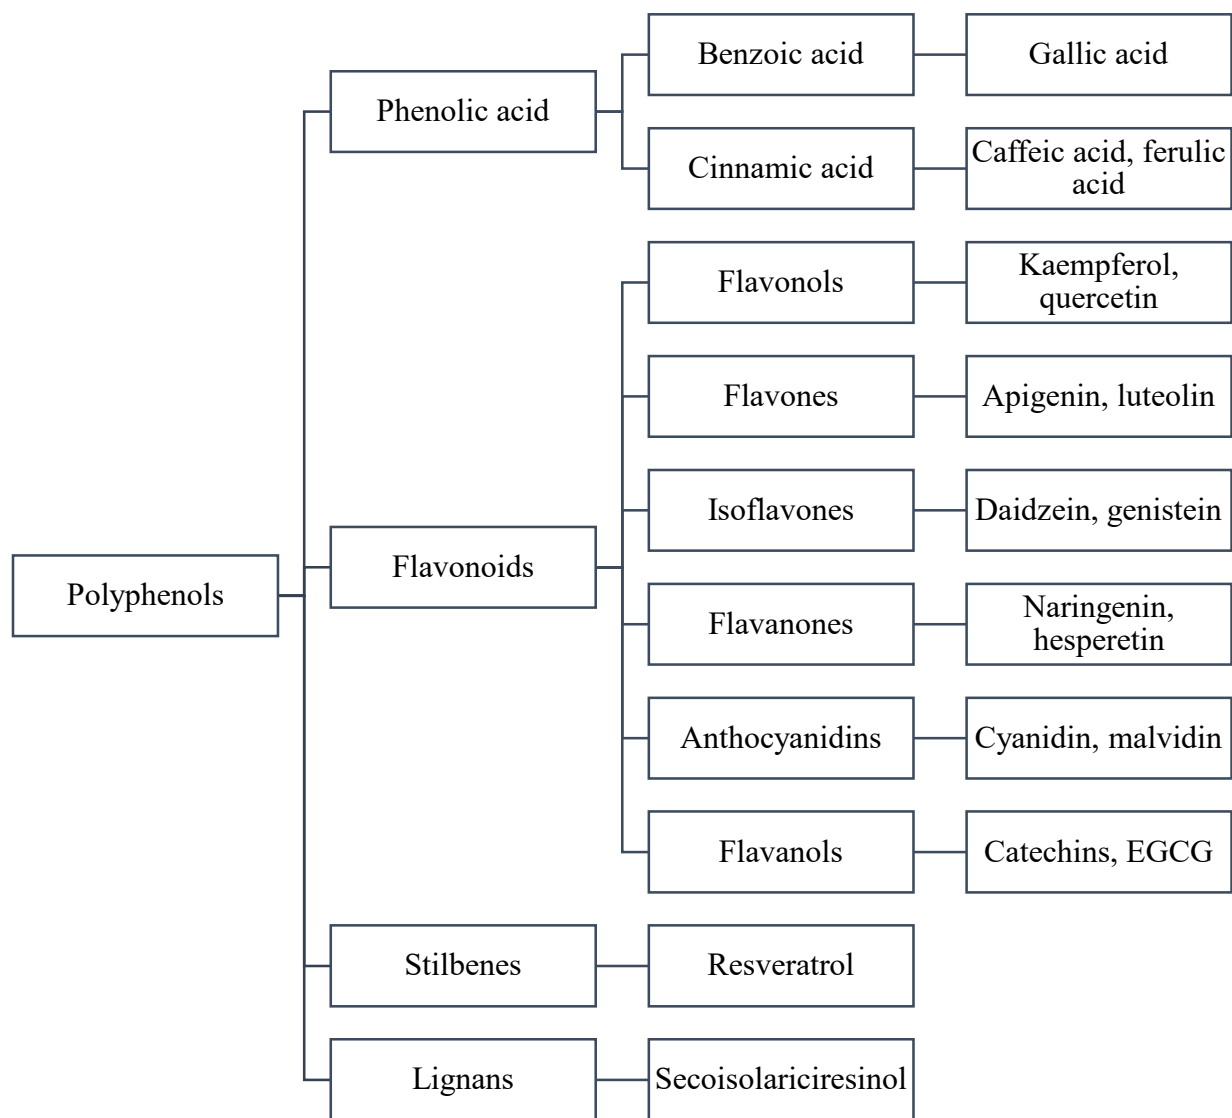 Polyphenols
Phenolic acid
Benzoic acid
Gallic acid
Cinnamic acid
Caffeic acid, ferulic
acid
Flavonoids
Flavonols
Kaempferol,
quercetin
Flavones
Apigenin, luteolin
Isoflavones
Daidzein, genistein
Flavanones
Naringenin,
hesperetin
Anthocyanidins
Cyanidin, malvidin
Flavanols
Catechins, EGCG
Stilbenes
Resveratrol
Lignans
Secoisolariciresinol